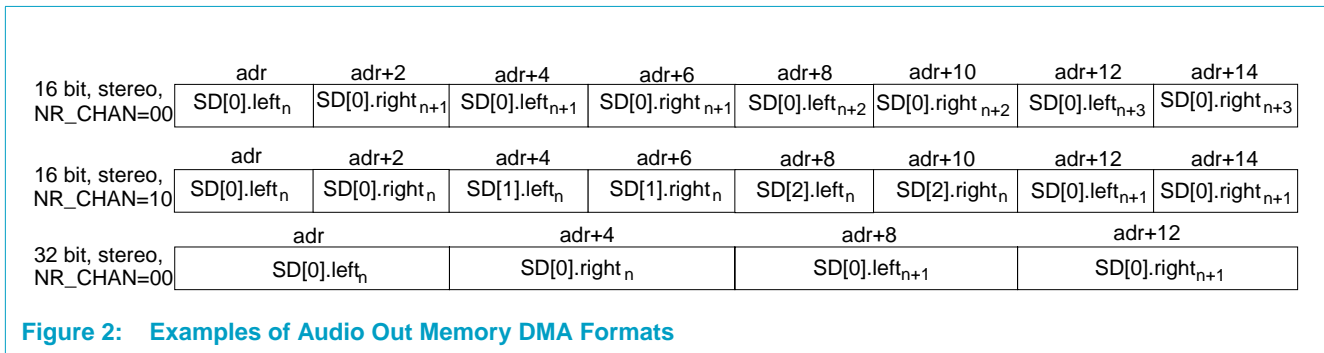 adr adr+2 adr+4 adr+6 adr+8 adr+10 adr+12 adr+14
16 bit, stereo,
NR_CHAN=00 SD[0].leftn SD[0].rightn+1 SD[0].leftn+1 SD[0].rightn+1 SD[0].leftn+2 SD[0].rightn+2 SD[0].leftn+3 SD[0].rightn+3
adr adr+2 adr+4 adr+6 adr+8 adr+10 adr+12 adr+14
16 bit, stereo,
NR_CHAN=10 SD[0].leftn SD[0].rightn SD[1].leftn SD[1].rightn SD[2].leftn SD[2].rightn SD[0].leftn+1 SD[0].rightn+1
adr adr+4 adr+8 adr+12
32 bit, stereo,
NR_CHAN=00 SD[0].leftn SD[0].rightn SD[0].leftn+1 SD[0].rightn+1
Figure 2: Examples of Audio Out Memory DMA Formats